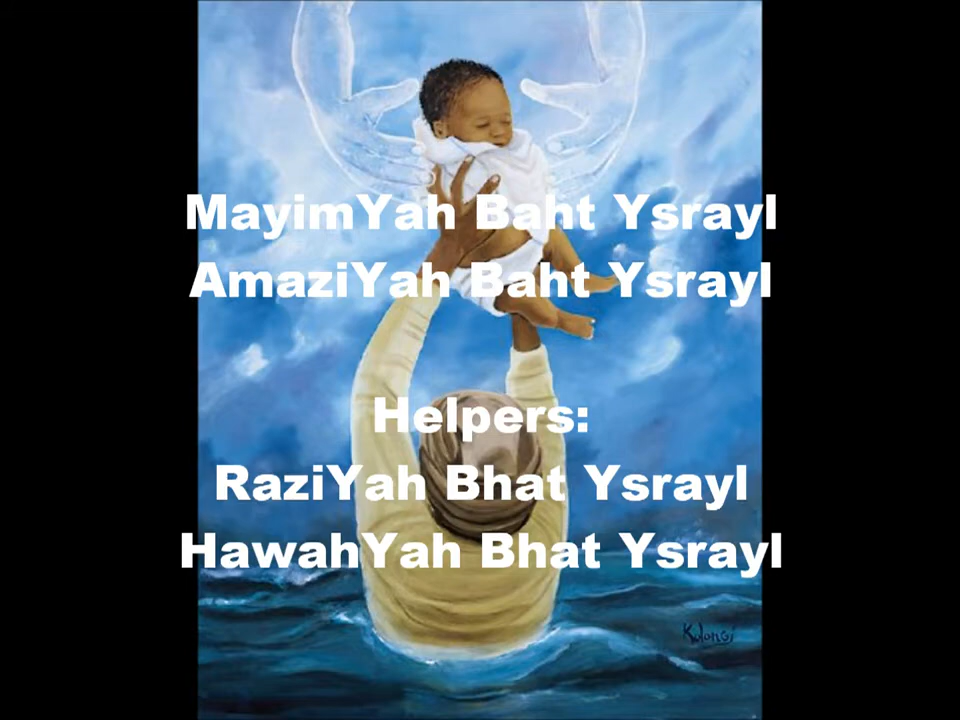 MayimYah Baht Ysrayl
AmaziYah Baht Ysrayl
Helpers:
RaziYah Bhat Ysrayl
HawahYah Bhat Ysrayl